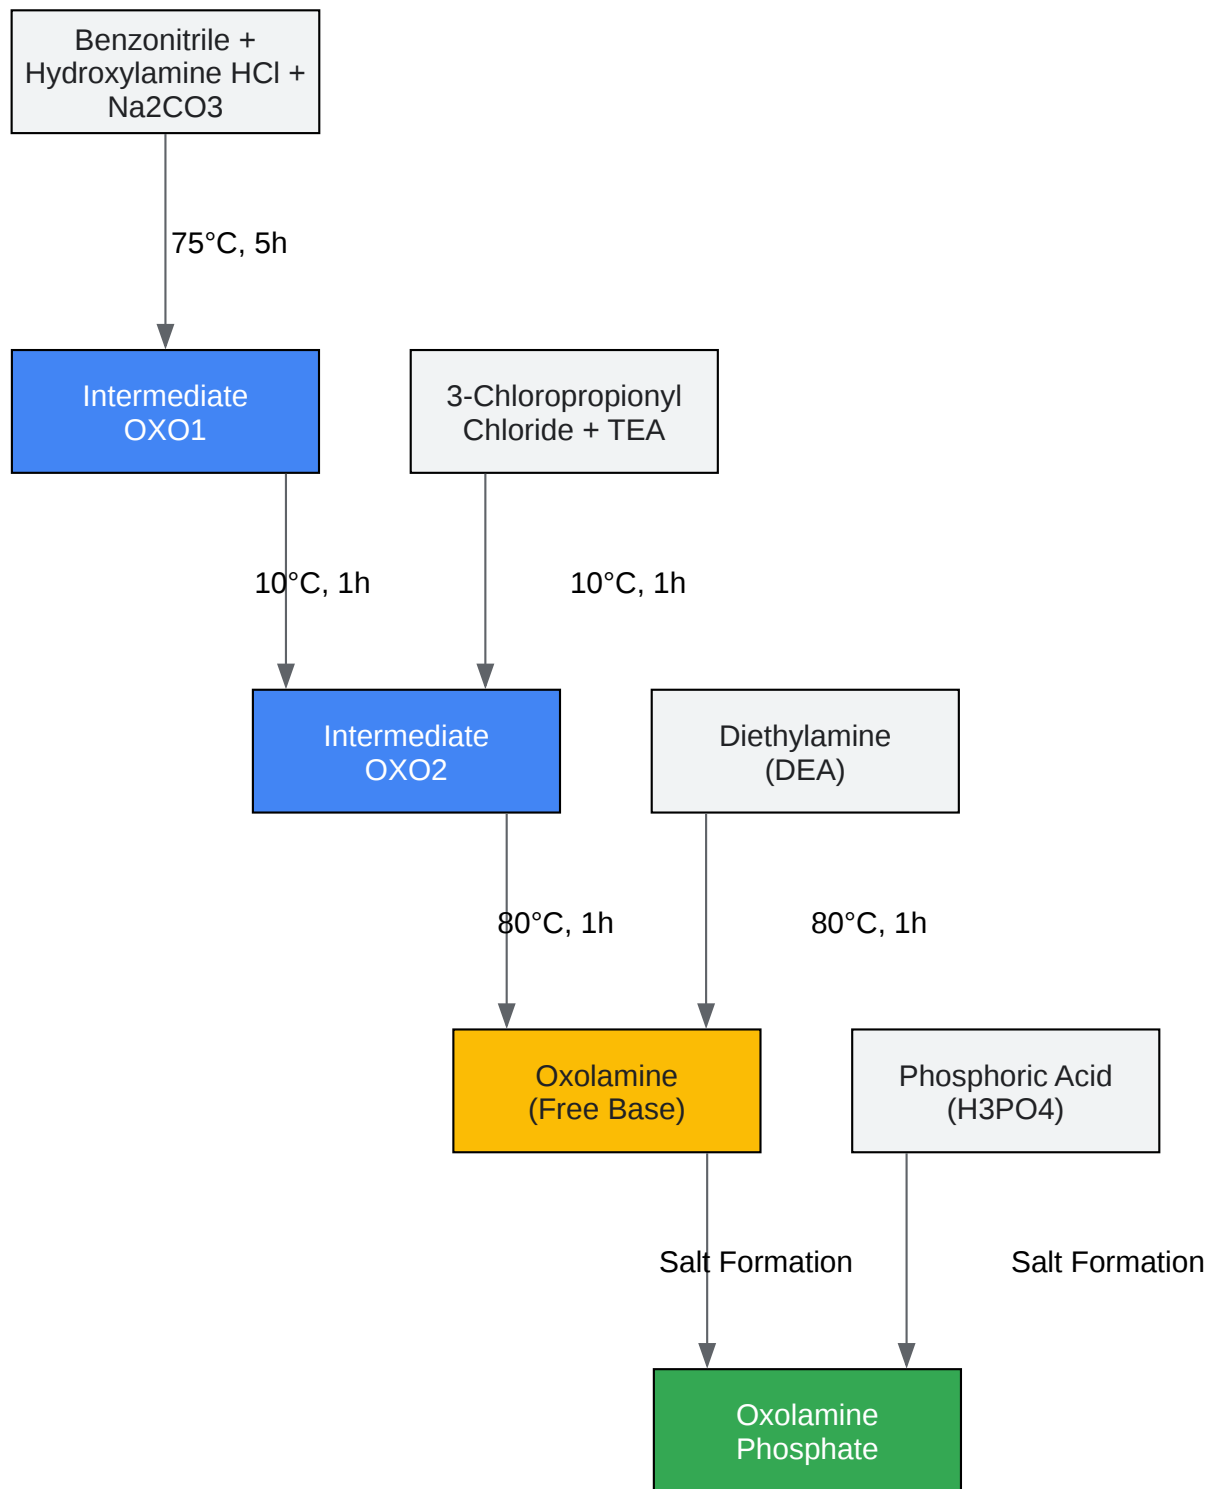 Benzonitrile +
Hydroxylamine HCl +
Na2CO3
75°C, 5h
Intermediate
OXO1
3-Chloropropionyl
Chloride + TEA
10°C, 1h
10°C, 1h
Intermediate
OXO2
Diethylamine
(DEA)
80°C, 1h
80°C, 1h
Oxolamine
(Free Base)
Phosphoric Acid
(H3PO4)
Salt Formation
Salt Formation
Oxolamine
Phosphate